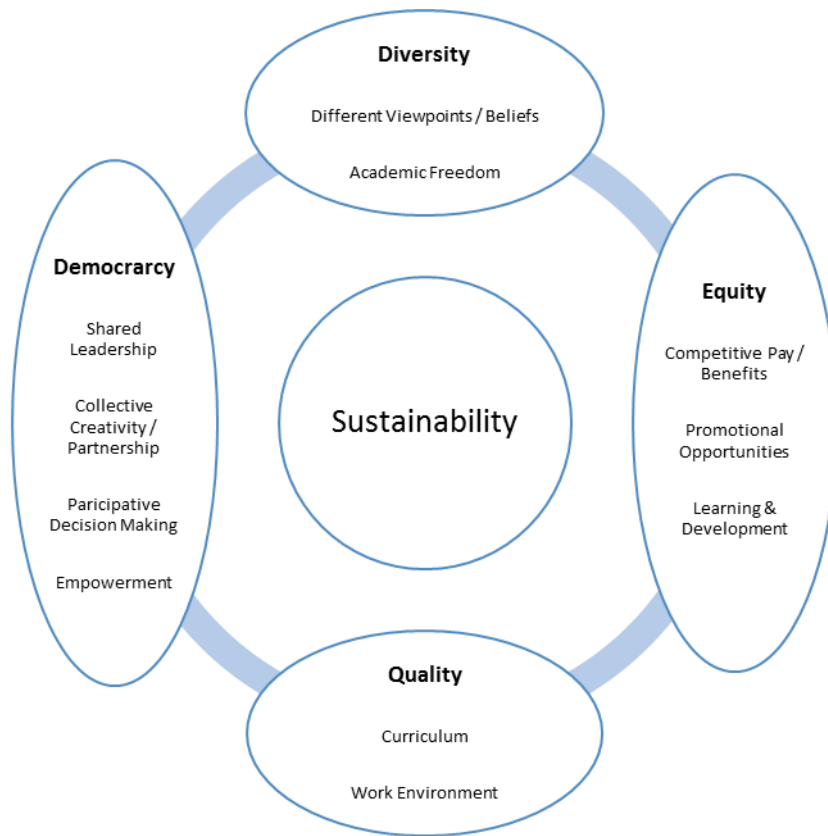 Diversity
Different Viewpoints / Beliefs
Academic Freedom
Democrarcy
Shared
Leadership
Collective
Creativity /
Partnership
Paricipative
Decision Making
Empowerment
Sustainability
Equity
Competitive Pay /
Benefits
Promotional
Opportunities
Learning &
Development
Quality
Curriculum
Work Environment